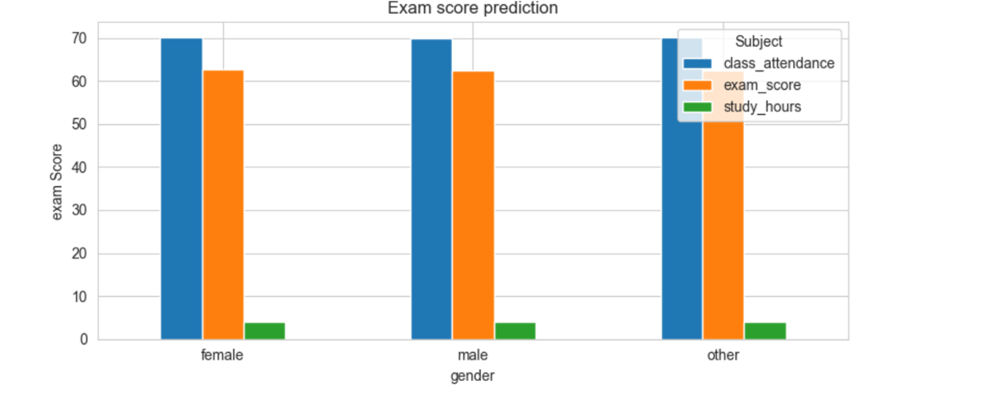 Exam score prediction
70
60
50
40
30
20
10
0
exam Score
Subject
class_attendance
exam_score
study_hours
female male other
gender